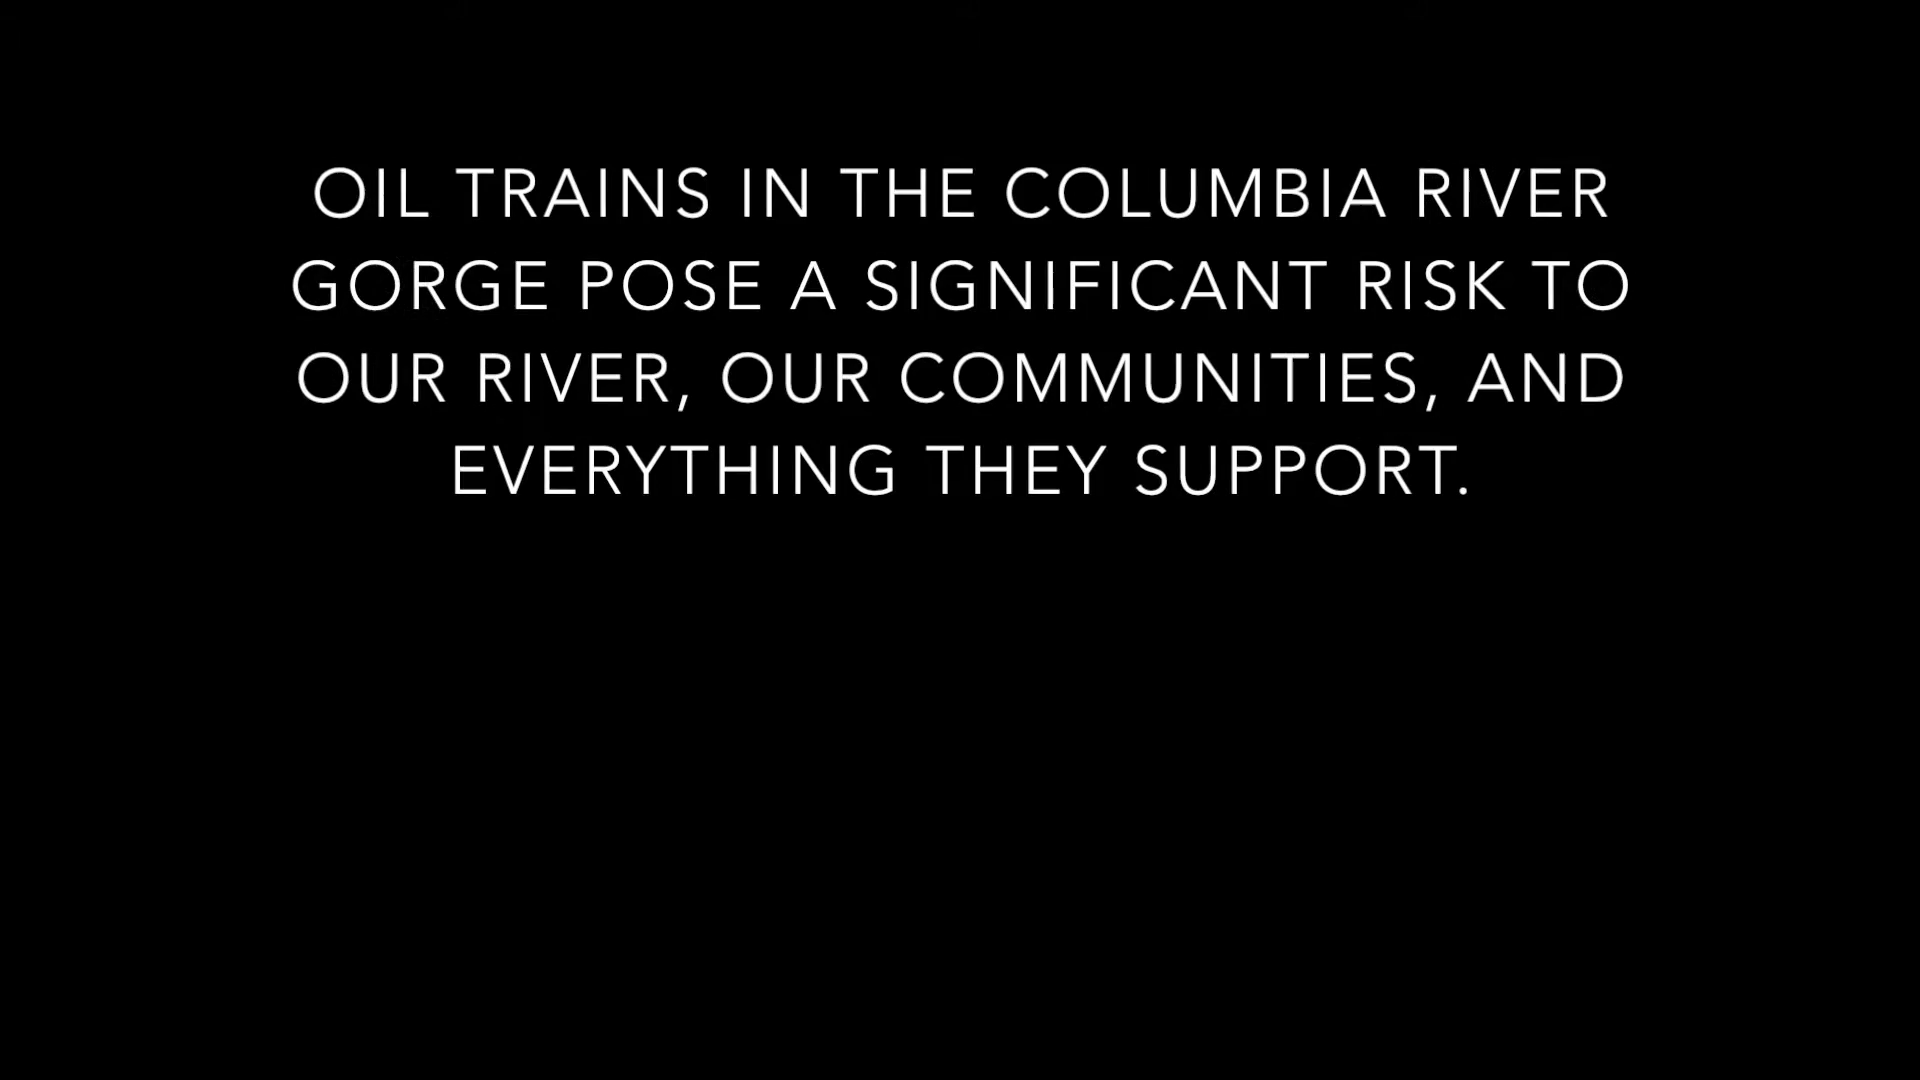 OIL TRAINS IN THE COLUMBIA RIVER
GORGE POSE A SIGNIFICANT RISK TO
OUR RIVER, OUR COMMUNITIES, AND
EVERYTHING THEY SUPPORT.